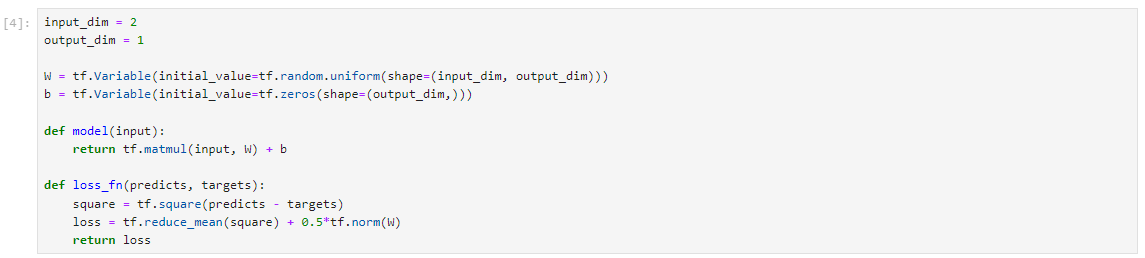 [4]: input_dim = 2
output_dim = 1
W = tf.Variable(initial_value=tf.random.uniform(shape=(input_dim, output_dim)))
b = tf.Variable(initial_value=tf.zeros(shape=(output_dim,)))
def model(input):
    return tf.matmul(input, W) + b
def loss_fn(predicts, targets):
    square = tf.square(predicts - targets)
    loss = tf.reduce_mean(square) + 0.5*tf.norm(W)
    return loss